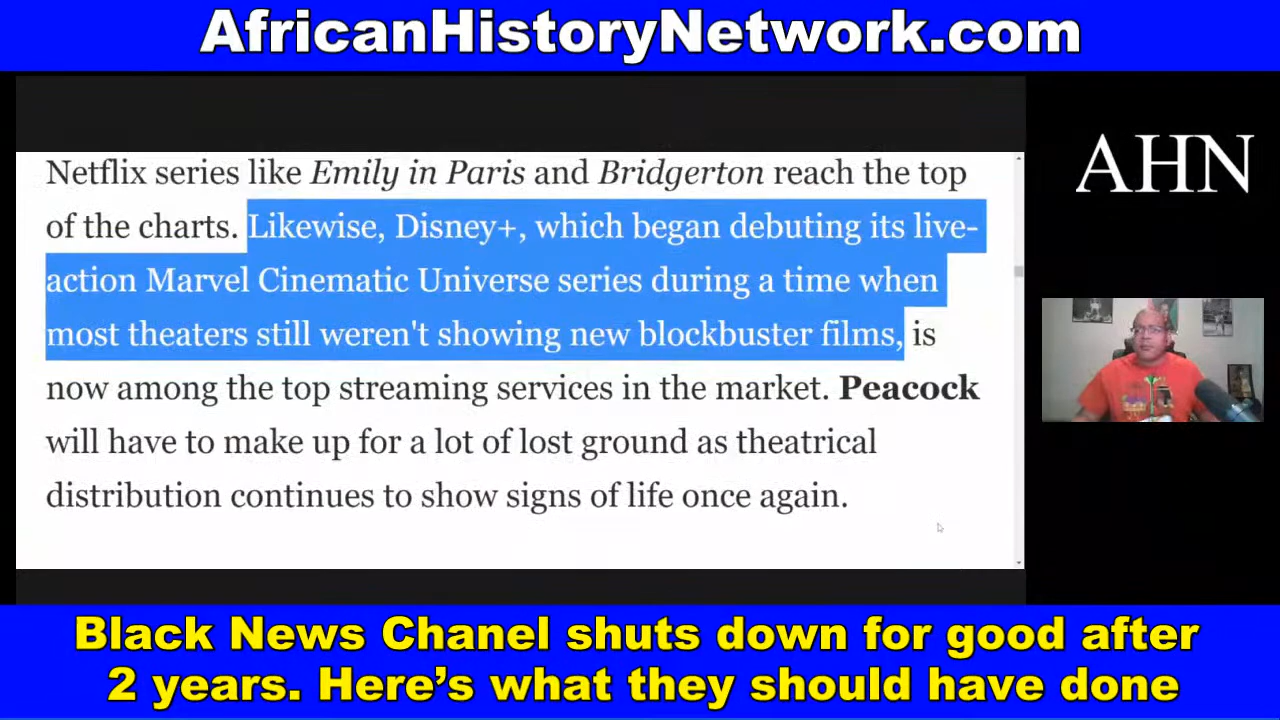 AfricanHistoryNetwork.com
AHN
Netflix series like Emily in Paris and Bridgerton reach the top
of the charts. Likewise, Disney+, which began debuting its live-
action Marvel Cinematic Universe series during a time when
most theaters still weren't showing new blockbuster films, is
now among the top streaming services in the market. Peacock
will have to make up for a lot of lost ground as theatrical
distribution continues to show signs of life once again.
Black News Chanel shuts down for good after
2 years. Here’s what they should have done